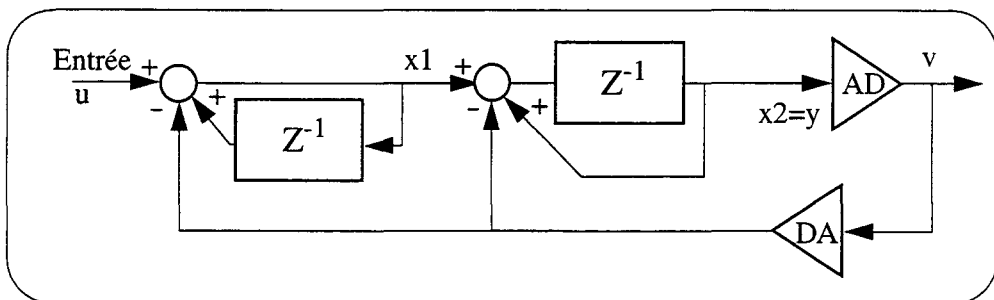 Entrée
u
+
-
+
Z⁻¹
x1
+
-
+
Z⁻¹
x2=y
AD
v
DA